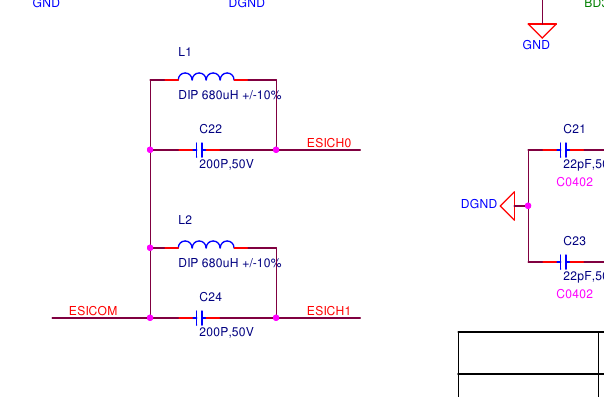 GND
DGND
BD3
GND
L1
DIP 680uH +/-10%
C22
200P,50V
ESICH0
C21
22pF,50
C0402
DGND
L2
DIP 680uH +/-10%
C24
200P,50V
ESICOM
ESICH1
C23
22pF,50
C0402